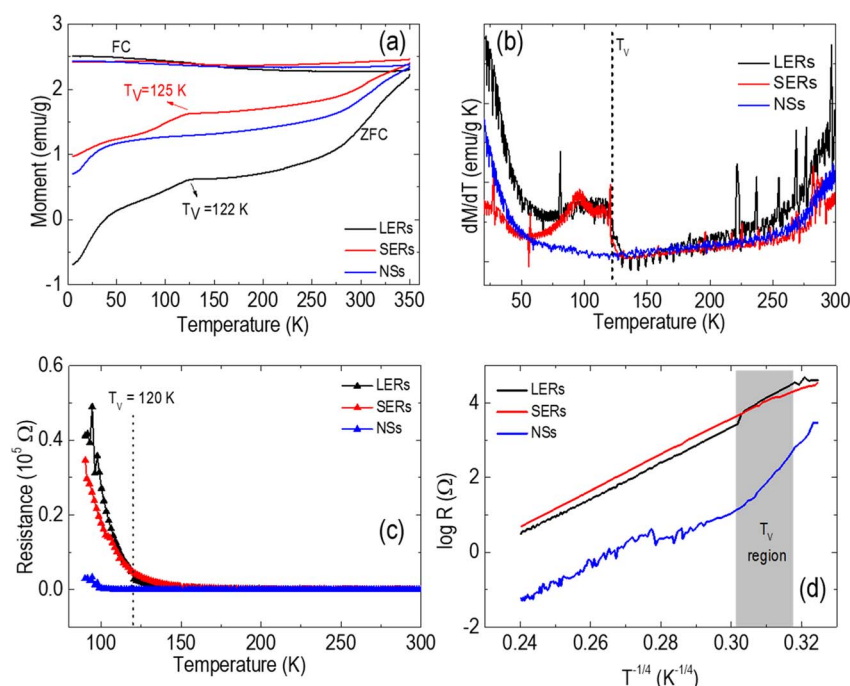 (a)
FC
T_V=125 K
ZFC
T_V =122 K
LERs
SERs
NSs
Moment (emu/g)
3
2
1
0
-1
0 50 100 150 200 250 300 350
Temperature (K)
(b)
T_V
LERs
SERs
NSs
dM/dT (emu/g K)
50 100 150 200 250 300
Temperature (K)
T_V = 120 K
LERs
SERs
NSs
(c)
Resistance (10⁵ Ω)
0.6
0.4
0.2
0.0
100 150 200 250 300
Temperature (K)
LERs
SERs
NSs
T_V
region
(d)
log R (Ω)
4
2
0
-2
0.24 0.26 0.28 0.30 0.32
T^-1/4 (K^-1/4)